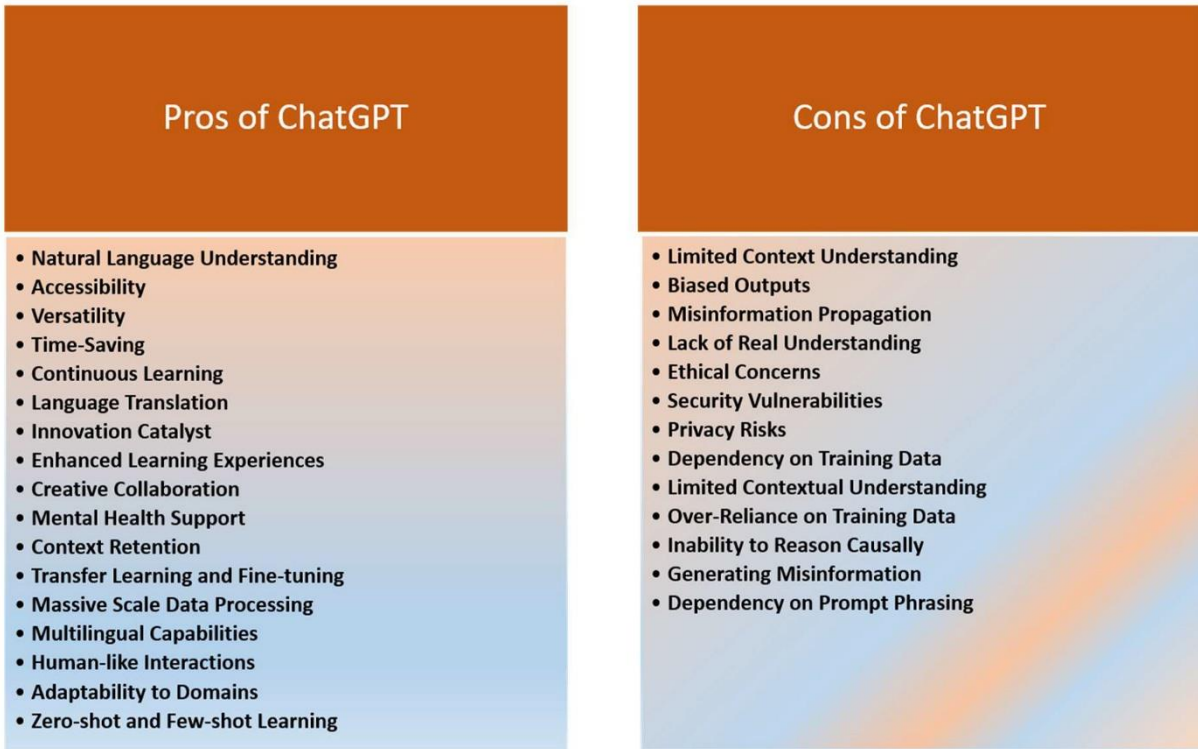 Pros of ChatGPT
• Natural Language Understanding
• Accessibility
• Versatility
• Time-Saving
• Continuous Learning
• Language Translation
• Innovation Catalyst
• Enhanced Learning Experiences
• Creative Collaboration
• Mental Health Support
• Context Retention
• Transfer Learning and Fine-tuning
• Massive Scale Data Processing
• Multilingual Capabilities
• Human-like Interactions
• Adaptability to Domains
• Zero-shot and Few-shot Learning
Cons of ChatGPT
• Limited Context Understanding
• Biased Outputs
• Misinformation Propagation
• Lack of Real Understanding
• Ethical Concerns
• Security Vulnerabilities
• Privacy Risks
• Dependency on Training Data
• Limited Contextual Understanding
• Over-Reliance on Training Data
• Inability to Reason Causally
• Generating Misinformation
• Dependency on Prompt Phrasing